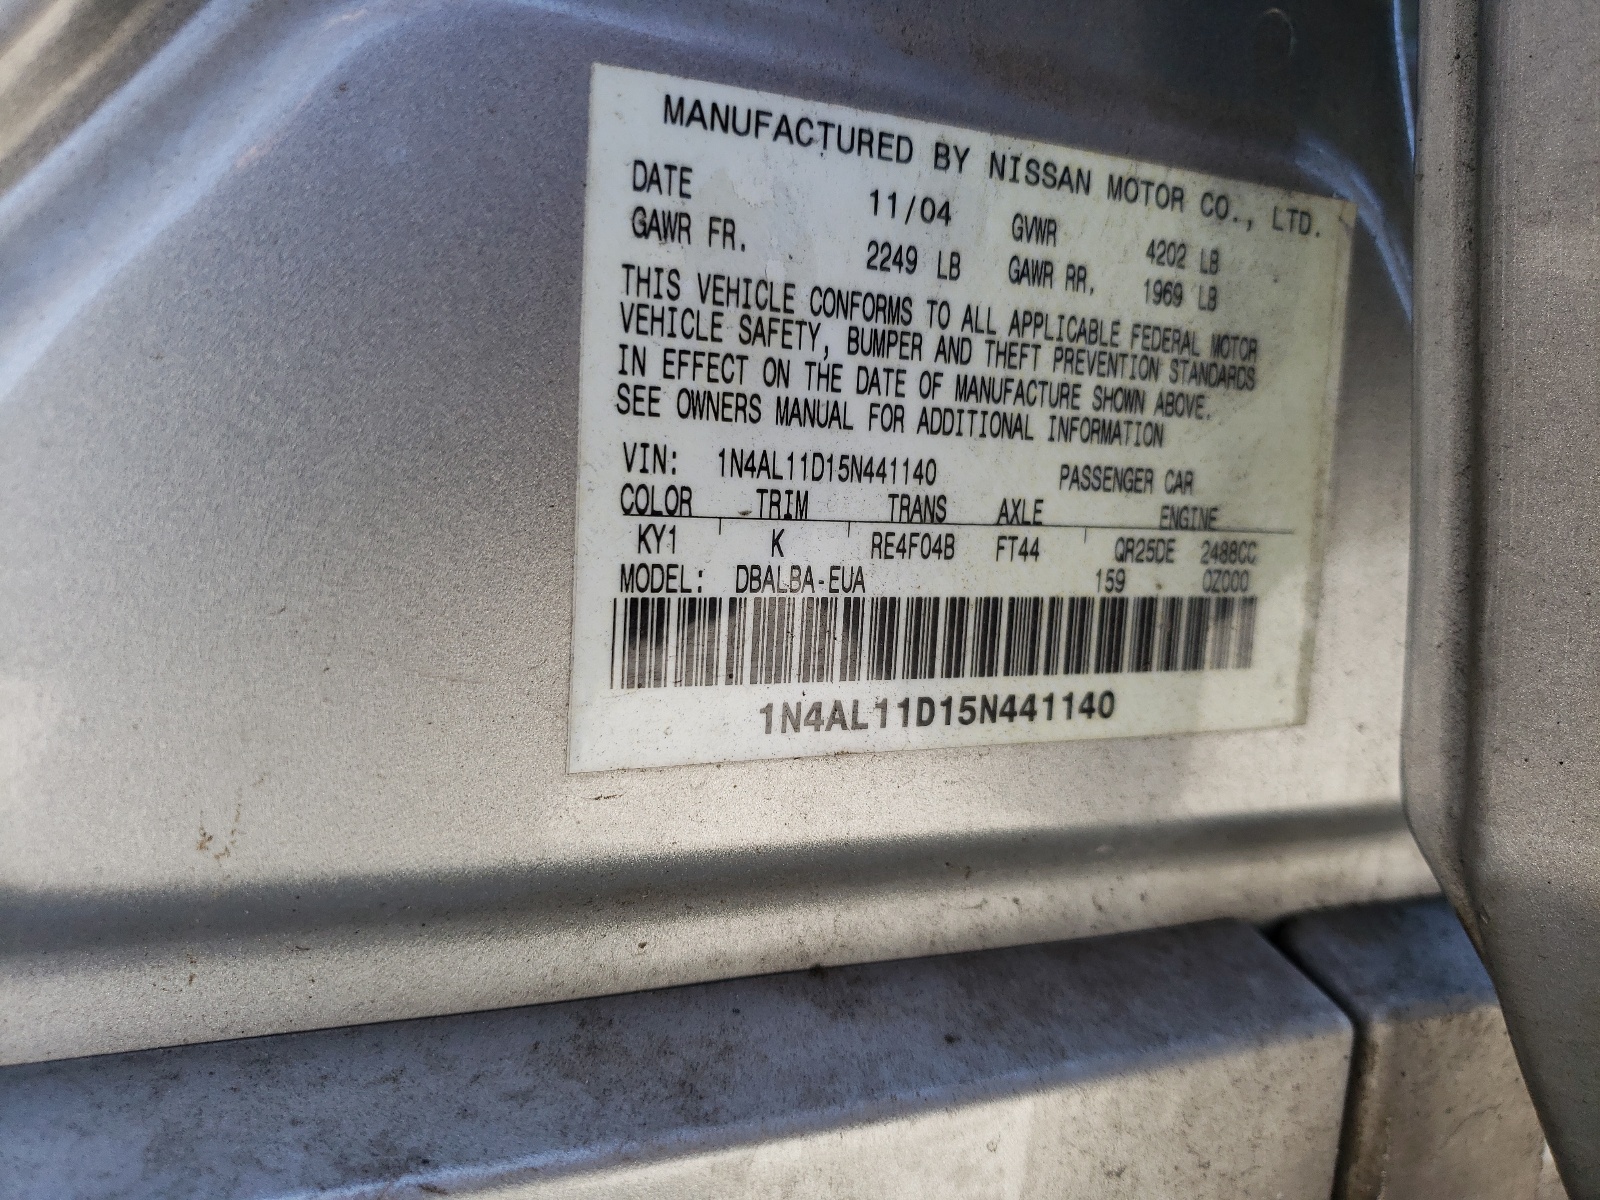 MANUFACTURED BY NISSAN MOTOR CO., LTD.
DATE 11/04 GVWR 4202 LB
GAWR FR. 2249 LB GAWR RR. 1969 LB
THIS VEHICLE CONFORMS TO ALL APPLICABLE FEDERAL MOTOR
VEHICLE SAFETY, BUMPER AND THEFT PREVENTION STANDARDS
IN EFFECT ON THE DATE OF MANUFACTURE SHOWN ABOVE.
SEE OWNERS MANUAL FOR ADDITIONAL INFORMATION
VIN: 1N4AL11D15N441140 PASSENGER CAR
COLOR TRIM TRANS AXLE ENGINE
KY1 K RE4F04B FT44 QR25DE 2488CC
MODEL: DBALBA-EUA 159 0Z000
1N4AL11D15N441140